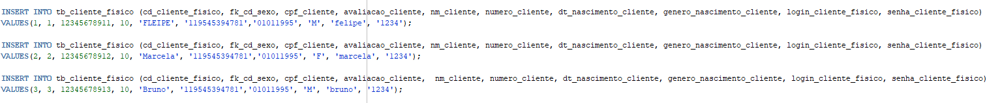 INSERT INTO tb_cliente_fisico (cd_cliente_fisico, fk_cd_sexo, cpf_cliente, avaliacao_cliente, nm_cliente, numero_cliente, dt_nascimento_cliente, genero_nascimento_cliente, login_cliente_fisico, senha_cliente_fisico)
VALUES(1, 1, 12345678911, 10, 'FLEIPE', '119545394781','01011995', 'M', 'felipe', '1234');
INSERT INTO tb_cliente_fisico (cd_cliente_fisico, fk_cd_sexo, cpf_cliente, avaliacao_cliente, nm_cliente, numero_cliente, dt_nascimento_cliente, genero_nascimento_cliente, login_cliente_fisico, senha_cliente_fisico)
VALUES(2, 2, 12345678912, 10, 'Marcela', '119545394781','01011995', 'F', 'marcela', '1234');
INSERT INTO tb_cliente_fisico (cd_cliente_fisico, fk_cd_sexo, cpf_cliente, avaliacao_cliente,  nm_cliente, numero_cliente, dt_nascimento_cliente, genero_nascimento_cliente, login_cliente_fisico, senha_cliente_fisico)
VALUES(3, 3, 12345678913, 10, 'Bruno', '119545394781','01011995', 'M', 'bruno', '1234');